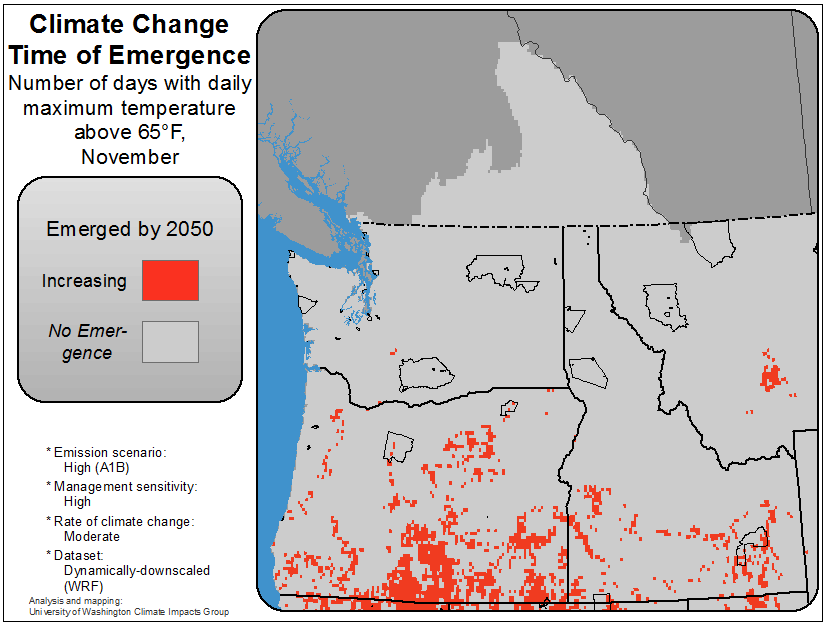 Climate Change
Time of Emergence
Number of days with daily
maximum temperature
above 65°F,
November
Emerged by 2050
Increasing
No Emer-
gence
* Emission scenario:
High (A1B)
* Management sensitivity:
High
* Rate of climate change:
Moderate
* Dataset:
Dynamically-downscaled
(WRF)
Analysis and mapping:
University of Washington Climate Impacts Group